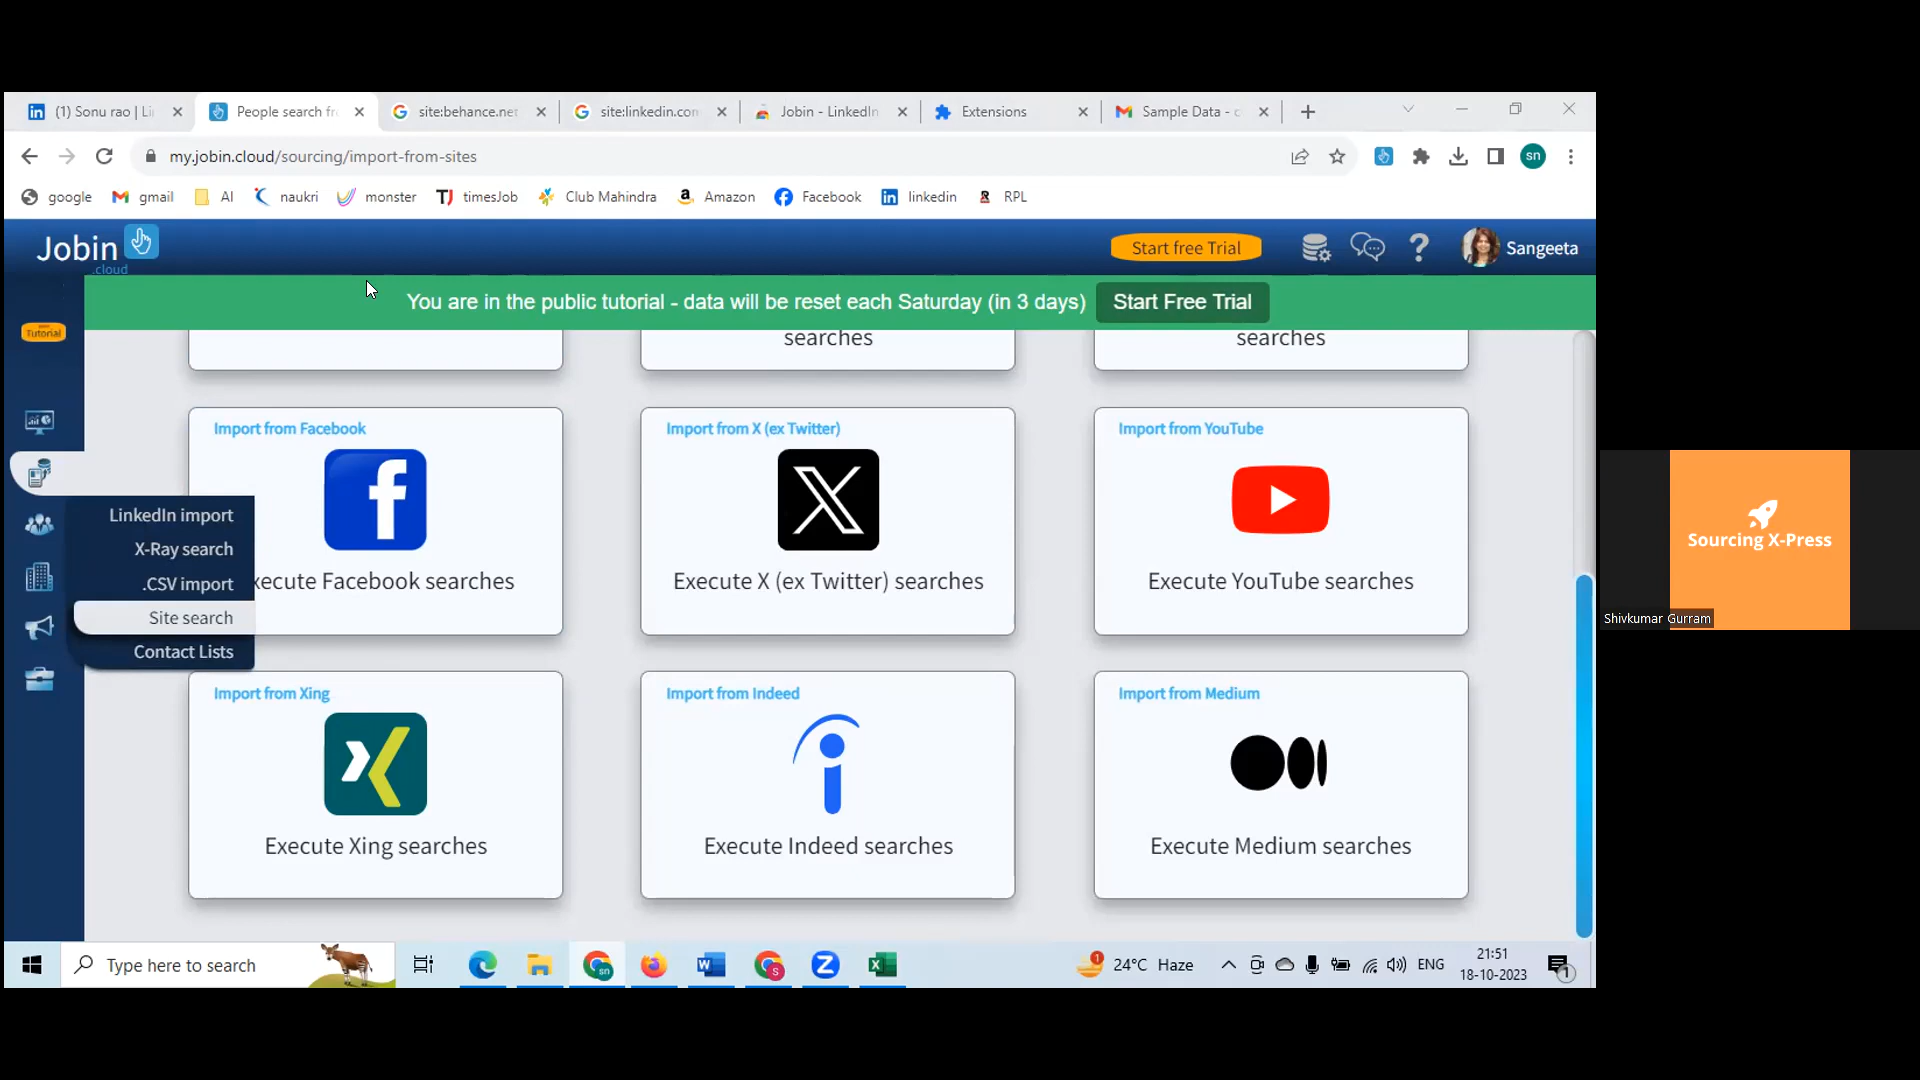 (1) Sonu rao | Li
People search fr
site:behance.net
site:linkedin.com
Jobin - LinkedIn
Extensions
Sample Data - c
my.jobin.cloud/sourcing/import-from-sites
sn
google
gmail
AI
naukri
monster
TJ timesJob
Club Mahindra
Amazon
Facebook
linkedin
RPL
Jobin
.cloud
Start free Trial
?
Sangeeta
You are in the public tutorial - data will be reset each Saturday (in 3 days)
Start Free Trial
Tutorial
searches
searches
Import from Facebook
Import from X (ex Twitter)
Import from YouTube
LinkedIn import
X-Ray search
.CSV import
Site search
Contact Lists
xecute Facebook searches
Execute X (ex Twitter) searches
Execute YouTube searches
Import from Xing
Import from Indeed
Import from Medium
Execute Xing searches
Execute Indeed searches
Execute Medium searches
Sourcing X-Press
Shivkumar Gurram
Type here to search
24°C Haze
ENG
21:51
18-10-2023
1